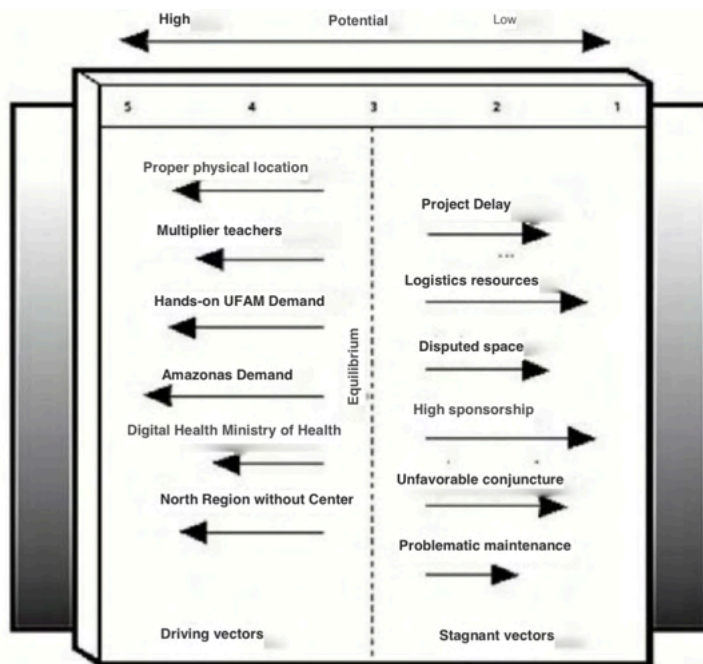 High Potential Low
5 4 3 2 1
Proper physical location
Project Delay
Multiplier teachers
Logistics resources
Hands-on UFAM Demand
Disputed space
Equilibrium
Amazonas Demand
High sponsorship
Digital Health Ministry of Health
Unfavorable conjuncture
North Region without Center
Problematic maintenance
Driving vectors Stagnant vectors